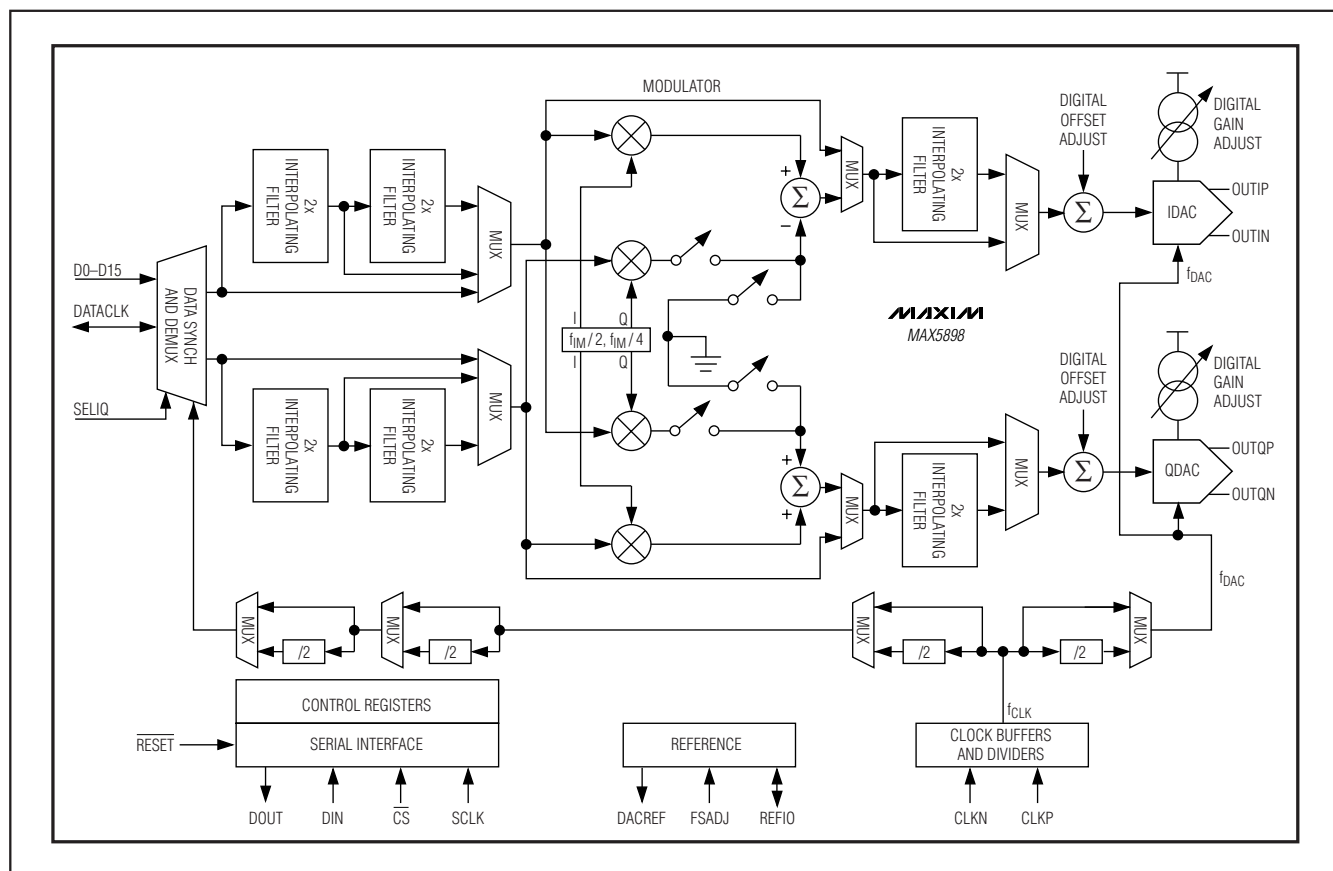 MODULATOR
DIGITAL
OFFSET
ADJUST
DIGITAL
GAIN
ADJUST
2x
INTERPOLATING
FILTER
2x
INTERPOLATING
FILTER
MUX
MUX
2x
INTERPOLATING
FILTER
MUX
+
Σ
−
Σ
IDAC
OUTIP
OUTIN
fDAC
D0–D15
DATACLK
SELIQ
DATA SYNCH
AND DEMUX
I
Q
fIM / 2, fIM / 4
I
Q
MAXIM
MAX5898
DIGITAL
OFFSET
ADJUST
DIGITAL
GAIN
ADJUST
2x
INTERPOLATING
FILTER
2x
INTERPOLATING
FILTER
MUX
+
Σ
+
MUX
2x
INTERPOLATING
FILTER
MUX
Σ
QDAC
OUTQP
OUTQN
fDAC
MUX
/2
MUX
/2
MUX
/2
/2
MUX
fCLK
CONTROL REGISTERS
SERIAL INTERFACE
RESET
REFERENCE
CLOCK BUFFERS
AND DIVIDERS
DOUT
DIN
CS
SCLK
DACREF
FSADJ
REFIO
CLKN
CLKP